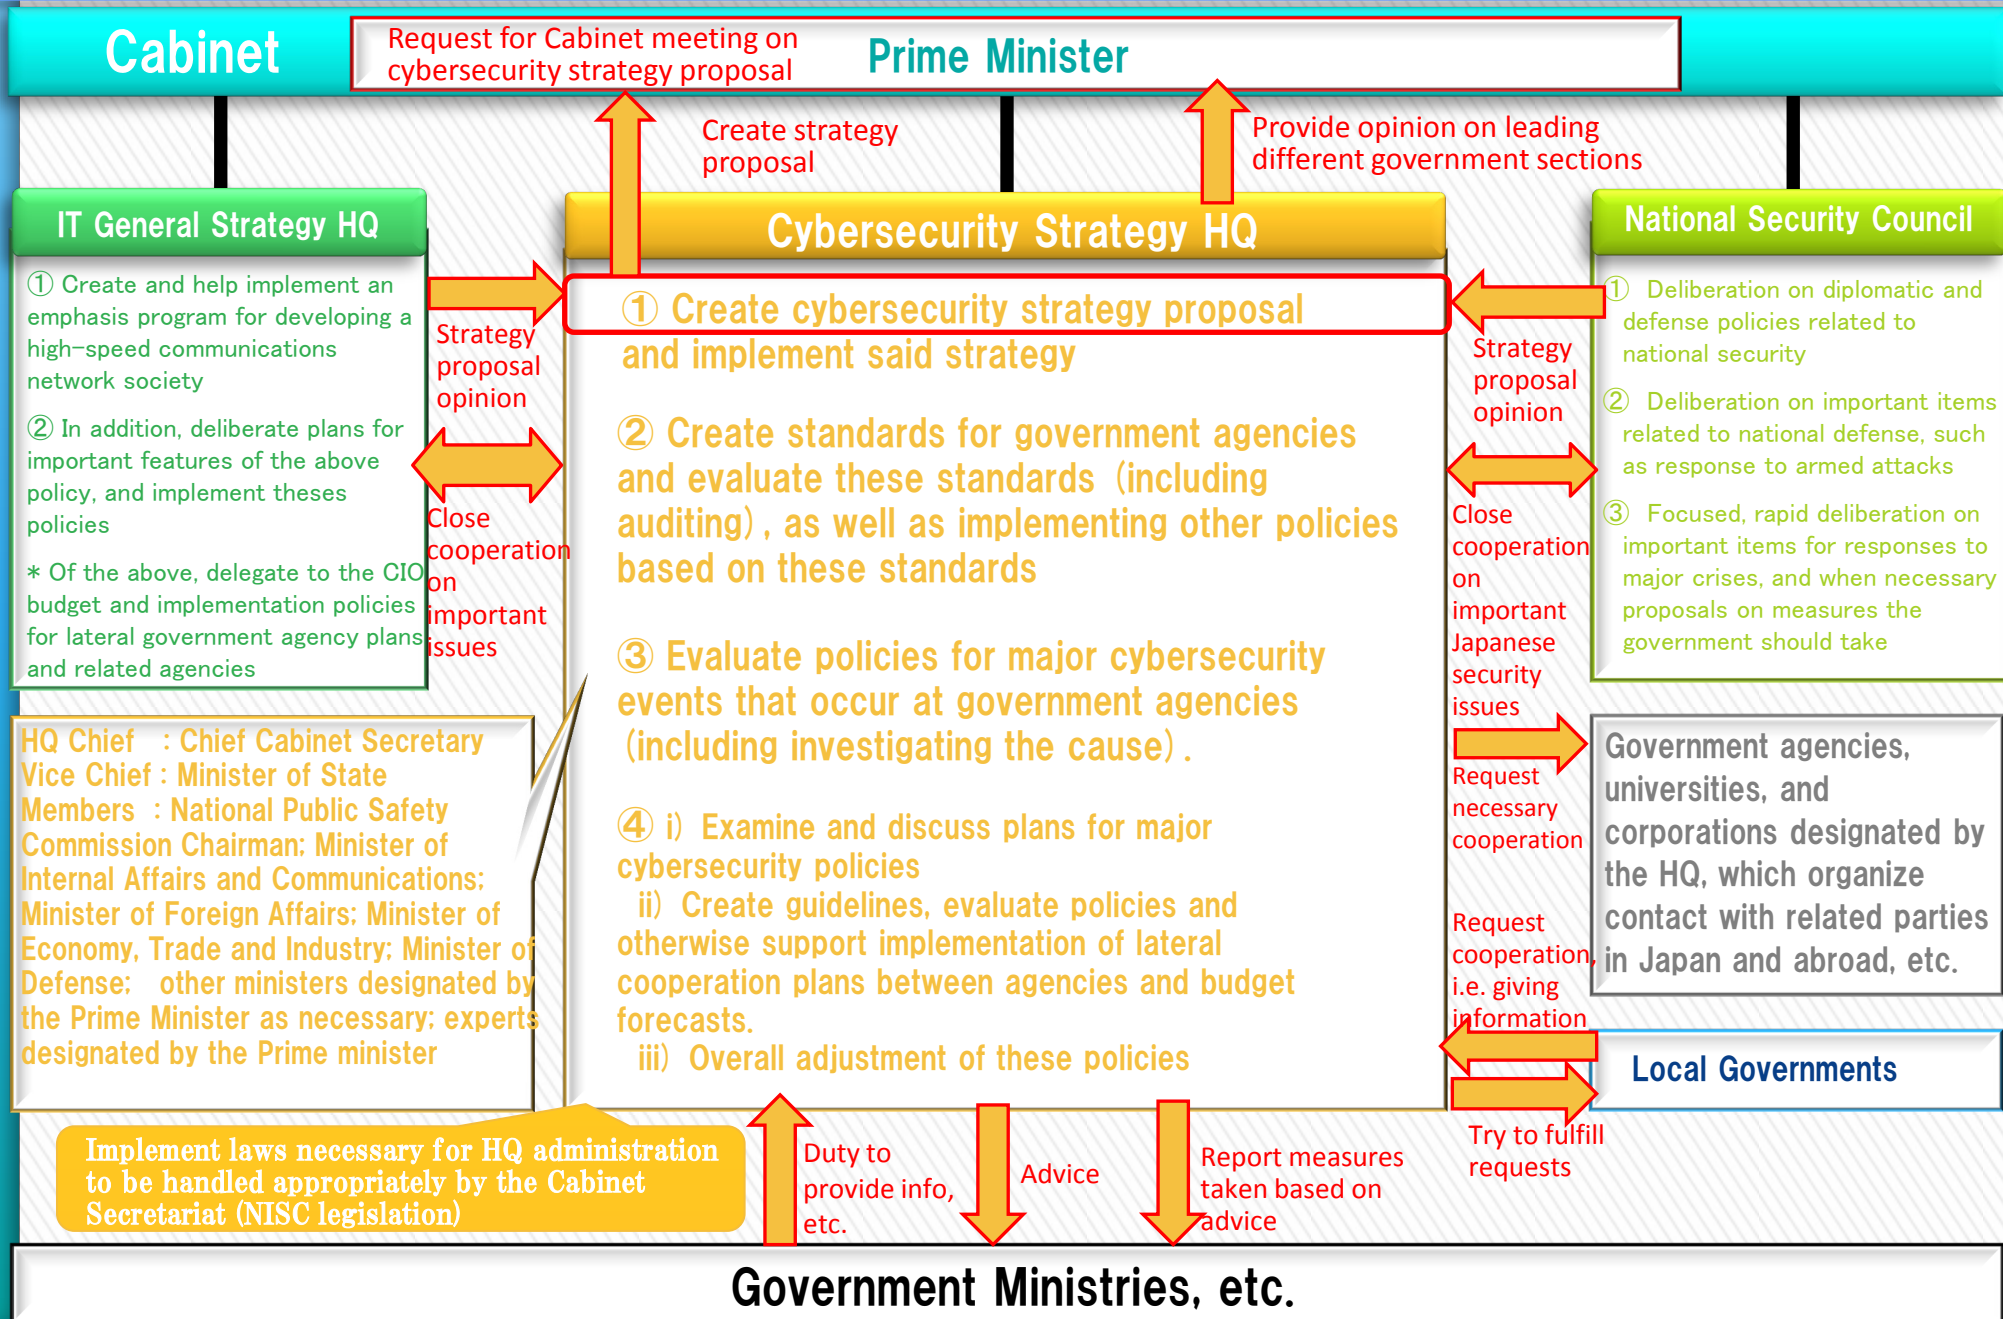 Cabinet
Request for Cabinet meeting on
cybersecurity strategy proposal
Prime Minister
Create strategy
proposal
Provide opinion on leading
different government sections
IT General Strategy HQ
① Create and help implement an
emphasis program for developing a
high-speed communications
network society
② In addition, deliberate plans for
important features of the above
policy, and implement theses
policies
* Of the above, delegate to the CIO
budget and implementation policies
for lateral government agency plans
and related agencies
Strategy
proposal
opinion
Close
cooperation
on
important
issues
Cybersecurity Strategy HQ
① Create cybersecurity strategy proposal
and implement said strategy
② Create standards for government agencies
and evaluate these standards (including
auditing), as well as implementing other policies
based on these standards
③ Evaluate policies for major cybersecurity
events that occur at government agencies
(including investigating the cause).
④ i) Examine and discuss plans for major
cybersecurity policies
ii) Create guidelines, evaluate policies and
otherwise support implementation of lateral
cooperation plans between agencies and budget
forecasts.
iii) Overall adjustment of these policies
Strategy
proposal
opinion
Close
cooperation
on
important
Japanese
security
issues
Request
necessary
cooperation
Request
cooperation,
i.e. giving
information
Try to fulfill
requests
National Security Council
① Deliberation on diplomatic and
defense policies related to
national security
② Deliberation on important items
related to national defense, such
as response to armed attacks
③ Focused, rapid deliberation on
important items for responses to
major crises, and when necessary
proposals on measures the
government should take
HQ Chief : Chief Cabinet Secretary
Vice Chief : Minister of State
Members : National Public Safety
Commission Chairman; Minister of
Internal Affairs and Communications;
Minister of Foreign Affairs; Minister of
Economy, Trade and Industry; Minister of
Defense; other ministers designated by
the Prime Minister as necessary; experts
designated by the Prime minister
Government agencies,
universities, and
corporations designated by
the HQ, which organize
contact with related parties
in Japan and abroad, etc.
Local Governments
Implement laws necessary for HQ administration
to be handled appropriately by the Cabinet
Secretariat (NISC legislation)
Duty to
provide info,
etc.
Advice
Report measures
taken based on
advice
Government Ministries, etc.